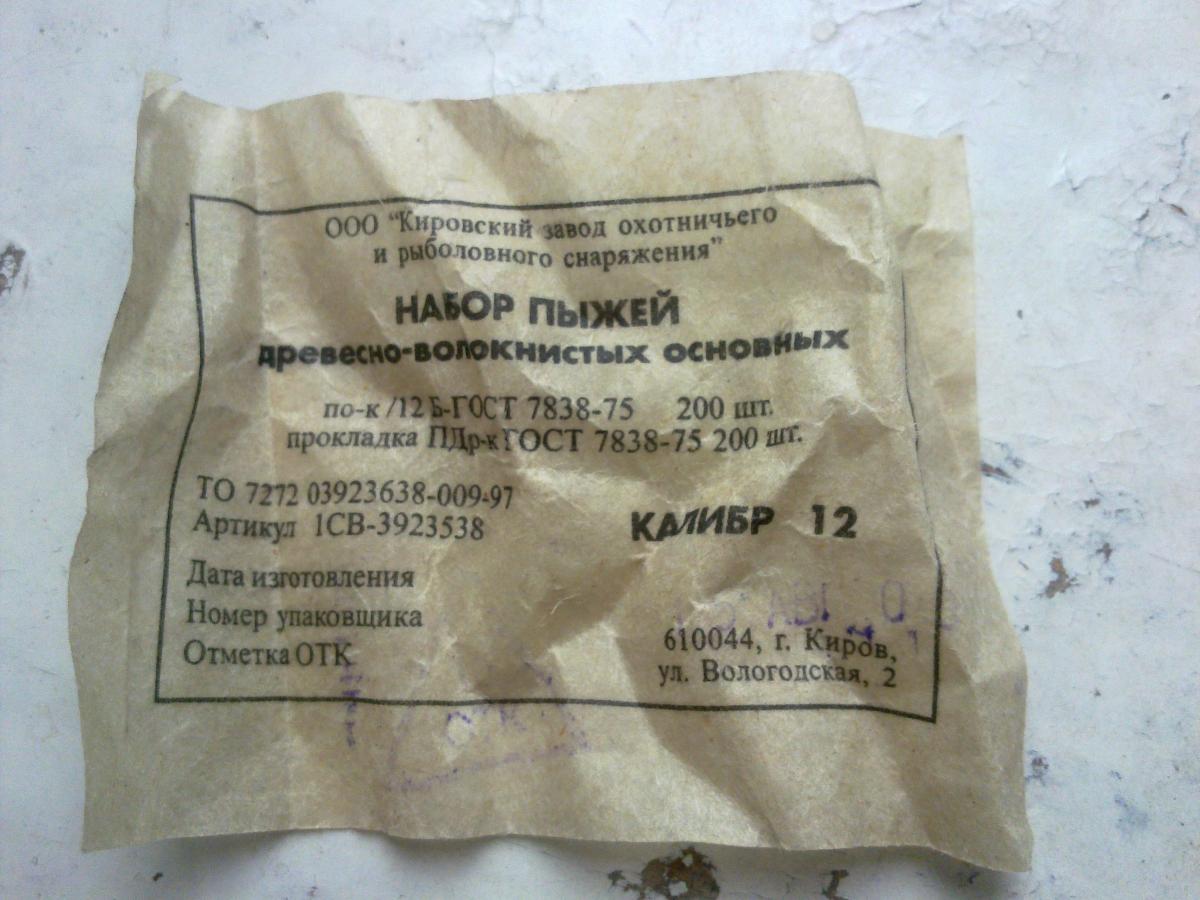 ООО "Кировский завод охотничьего
и рыболовного снаряжения"
НАБОР ПЫЖЕЙ
древесно-волокнистых основных
по-к /12 Б-ГОСТ 7838-75 200 шт.
прокладка ПДр-к ГОСТ 7838-75 200 шт.
ТО 7272 03923638-009-97
Артикул 1СВ-3923538
КАЛИБР 12
Дата изготовления
Номер упаковщика
Отметка ОТК
АВГ
610044, г. Киров,
ул. Вологодская, 2
ОТК